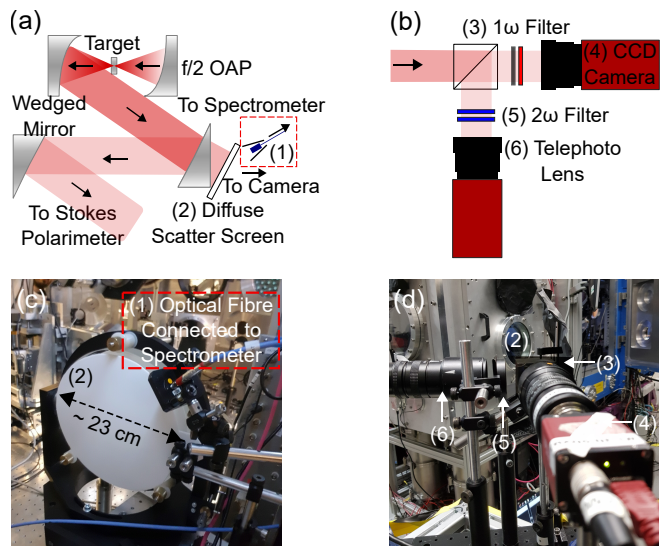 (a)
Target
f/2 OAP
Wedged
Mirror
To Spectrometer
(1)
To Camera
To Stokes
Polarimeter
(2) Diffuse
Scatter Screen
(b)
(3) 1ω Filter
(4) CCD
Camera
(5) 2ω Filter
(6) Telephoto
Lens
(c)
(1) Optical Fibre
Connected to
Spectrometer
(2)
~ 23 cm
(d)
(2)
(3)
(4)
(6)
(5)